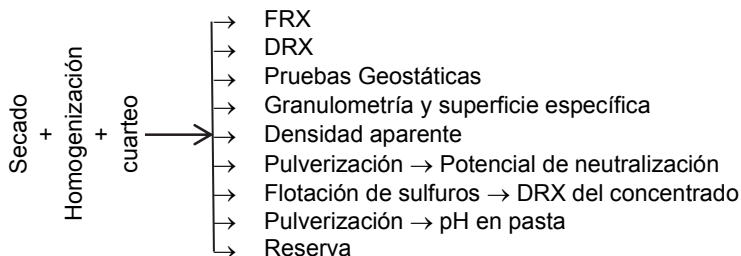 Secado
+
Homogenización
+
cuarteo
→ FRX
→ DRX
→ Pruebas Geostáticas
→ Granulometría y superficie específica
→ Densidad aparente
→ Pulverización → Potencial de neutralización
→ Flotación de sulfuros → DRX del concentrado
→ Pulverización → pH en pasta
→ Reserva